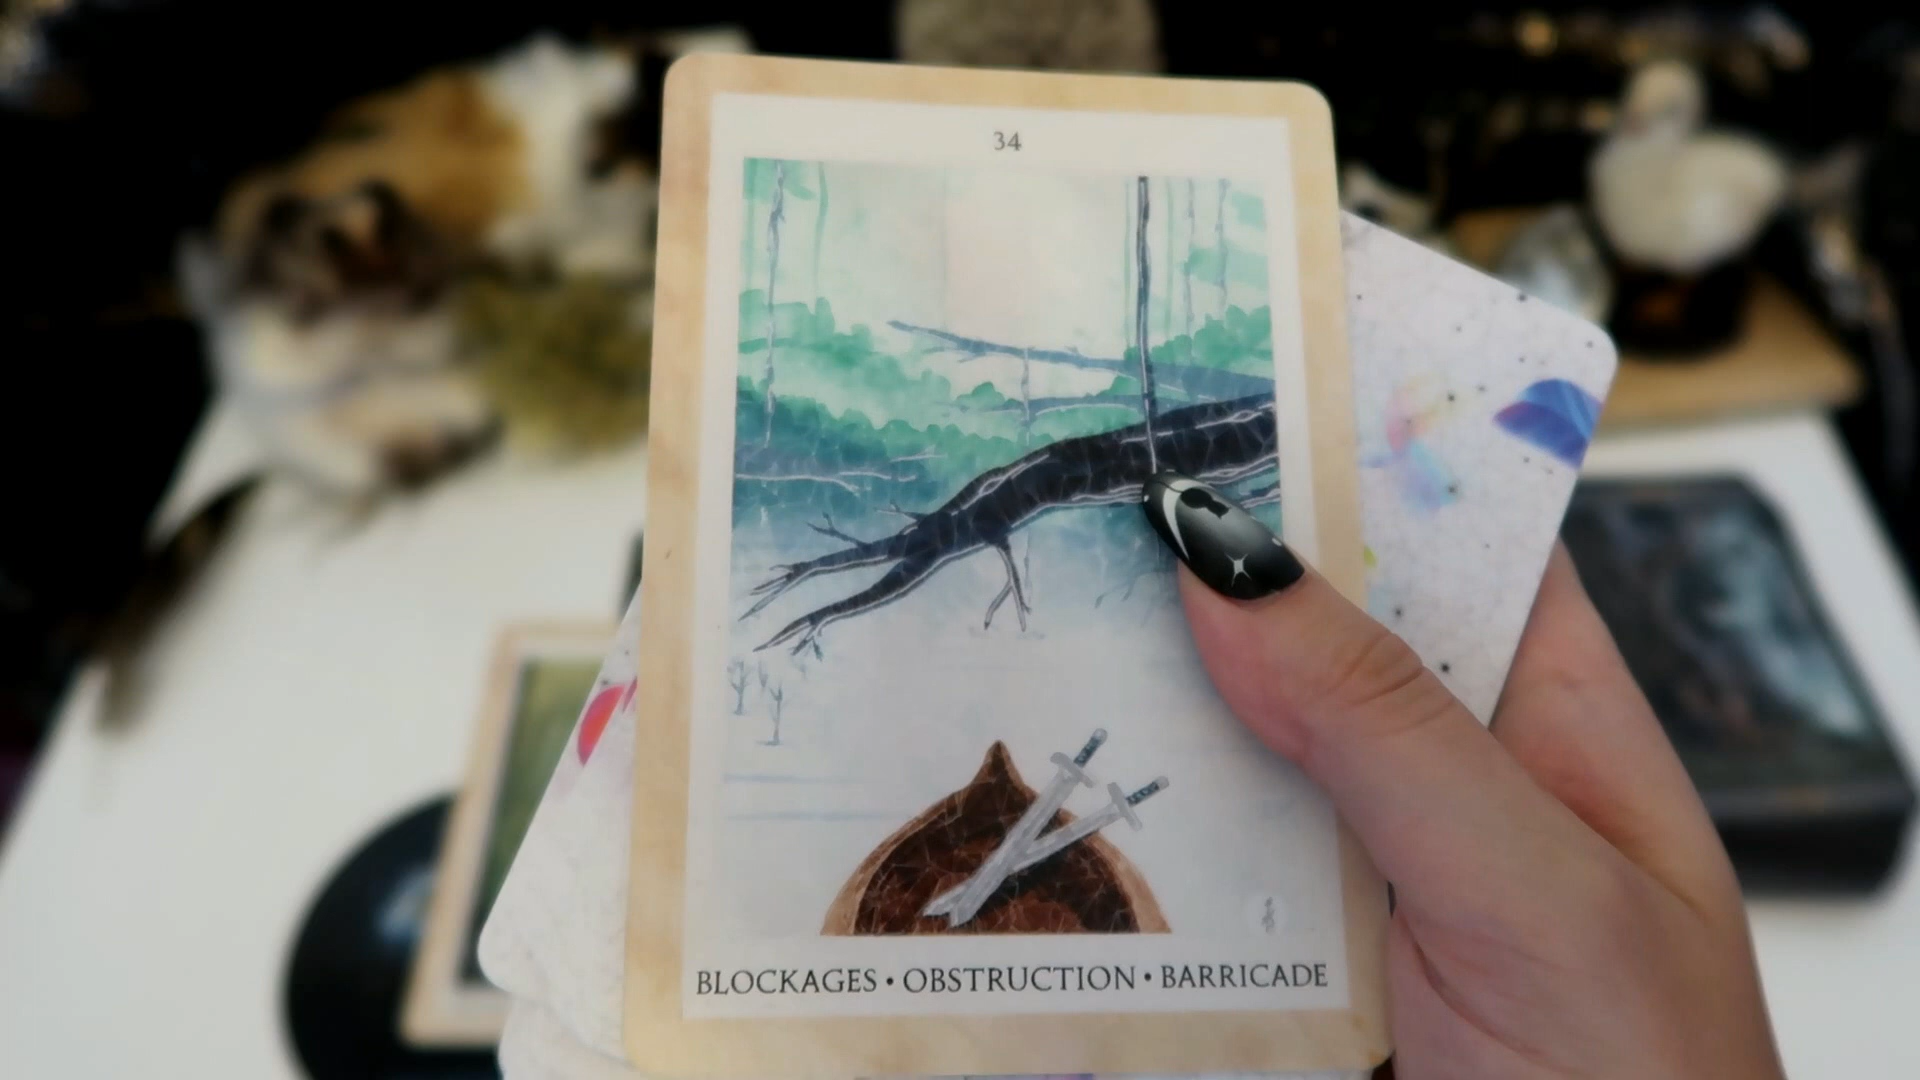 34
BLOCKAGES • OBSTRUCTION • BARRICADE